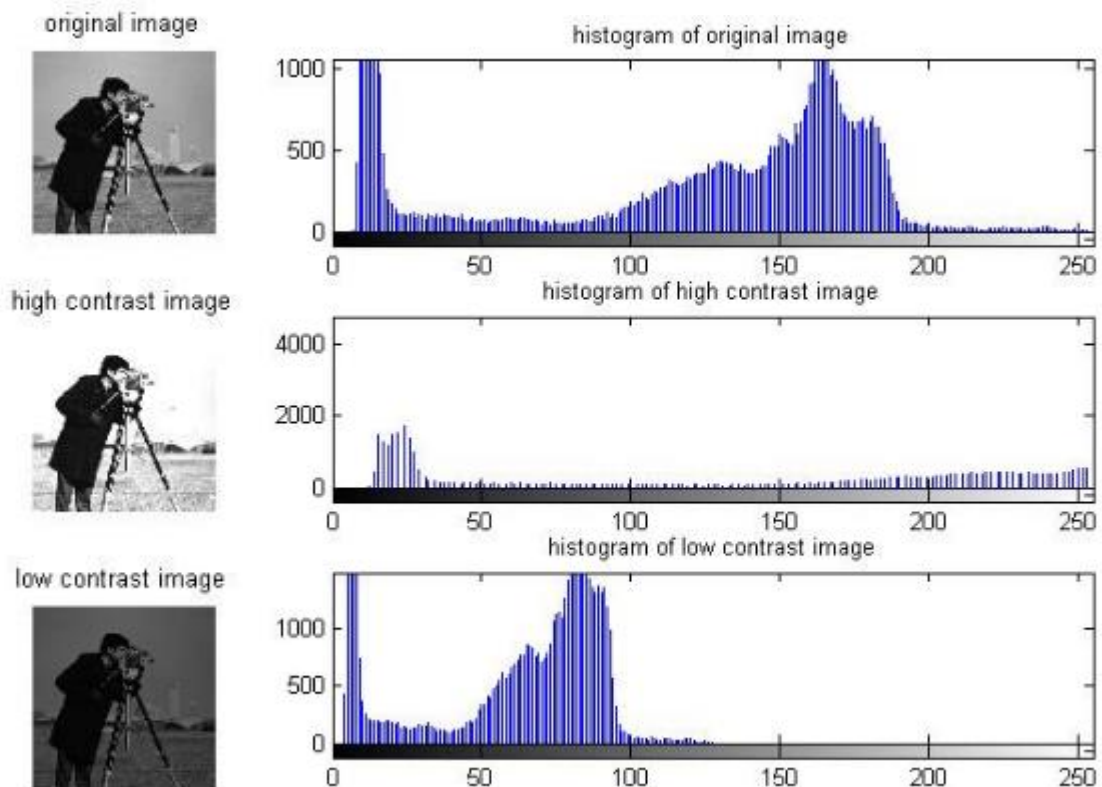 original image
histogram of original image
1000
500
0
0 50 100 150 200 250
high contrast image
histogram of high contrast image
4000
2000
0
0 50 100 150 200 250
low contrast image
histogram of low contrast image
1000
500
0
0 50 100 150 200 250